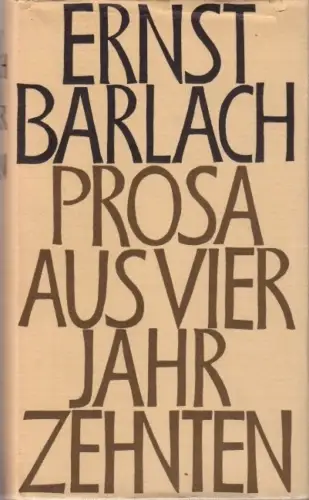 ERNST
BARLACH
PROSA
AUS VIER
JAHR
ZEHNTEN